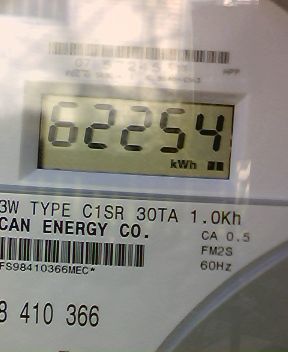 62254
kWh
3W TYPE C1SR 30TA 1.0Kh
CAN ENERGY CO.
CA 0.5
FM2S
60Hz
FS98410366MEC*
8 410 366